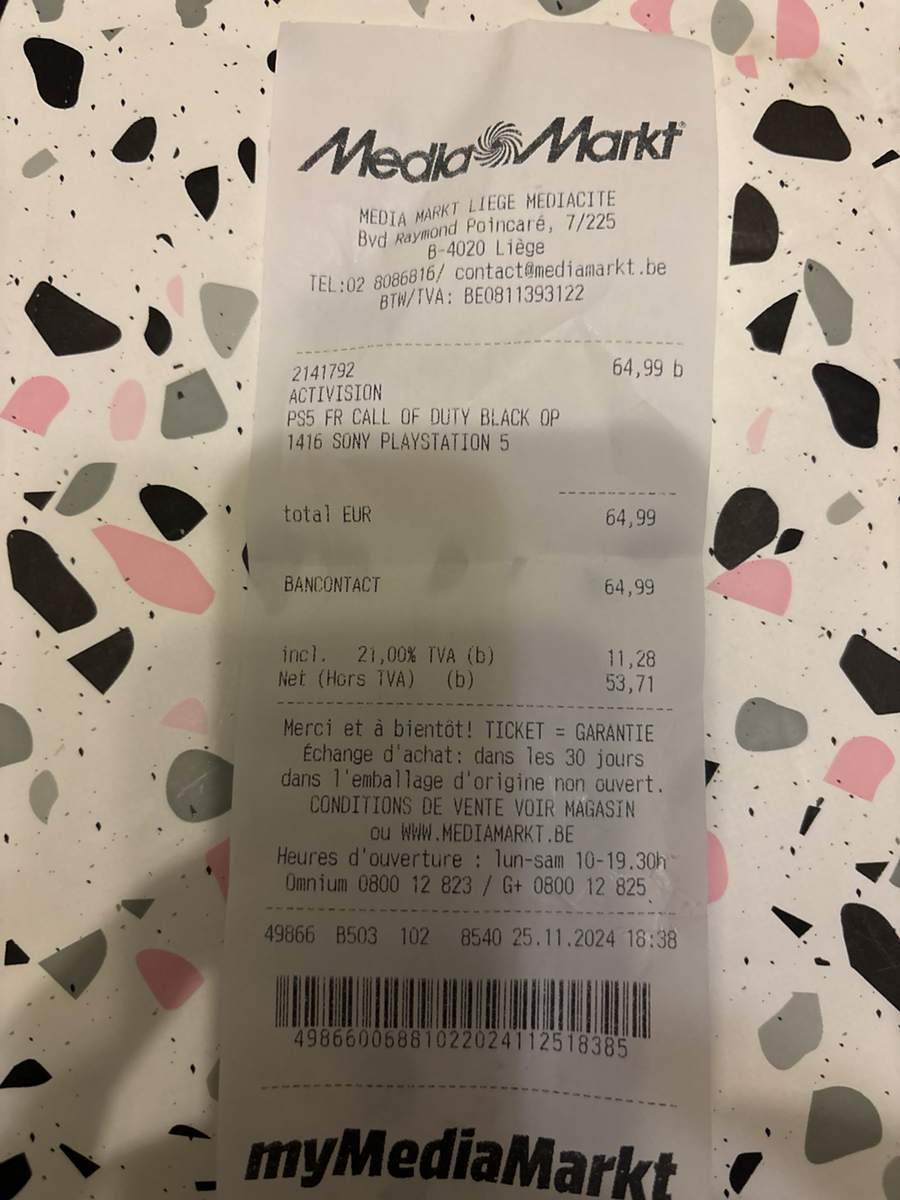 Media Markt
MEDIA MARKT LIEGE MEDIACITE
Bvd Raymond Poincaré, 7/225
B-4020 Liège
TEL:02 8086816/ contact@mediamarkt.be
BTW/TVA: BE0811393122
2141792 64,99 b
ACTIVISION
PS5 FR CALL OF DUTY BLACK OP
1416 SONY PLAYSTATION 5
total EUR 64,99
BANCONTACT 64,99
incl. 21,00% TVA (b) 11,28
Net (Hors TVA) (b) 53,71
Merci et à bientôt! TICKET = GARANTIE
Échange d'achat: dans les 30 jours
dans l'emballage d'origine non ouvert.
CONDITIONS DE VENTE VOIR MAGASIN
ou WWW.MEDIAMARKT.BE
Heures d'ouverture : lun-sam 10-19.30h
Omnium 0800 12 823 / G+ 0800 12 825
49866 B503 102 8540 25.11.2024 18:38
4986600688102202411251838​5
myMediaMarkt